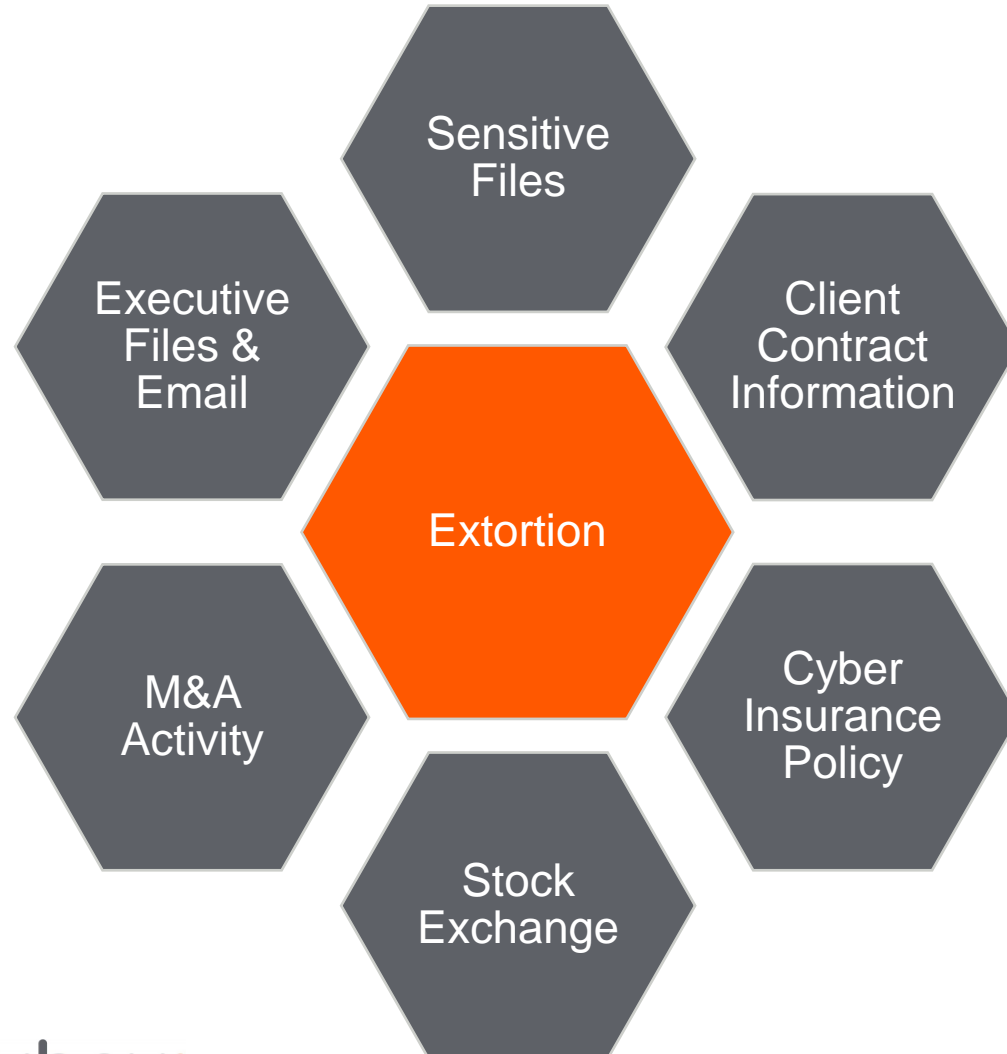 Sensitive
Files
Executive
Files &
Email
Client
Contract
Information
Extortion
M&A
Activity
Cyber
Insurance
Policy
Stock
Exchange